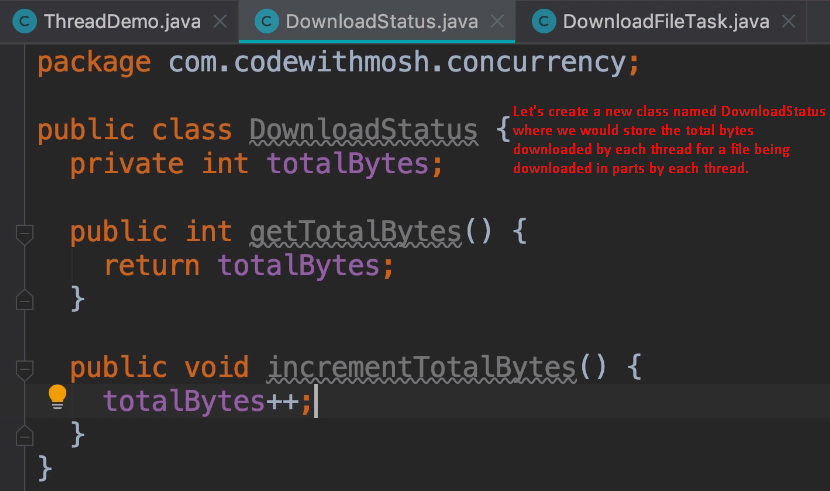 ThreadDemo.java DownloadStatus.java DownloadFileTask.java
package com.codewithmosh.concurrency;
public class DownloadStatus {
Let's create a new class named DownloadStatus
where we would store the total bytes
downloaded by each thread for a file being
downloaded in parts by each thread.
private int totalBytes;
public int getTotalBytes() {
return totalBytes;
}
public void incrementTotalBytes() {
totalBytes++;
}
}